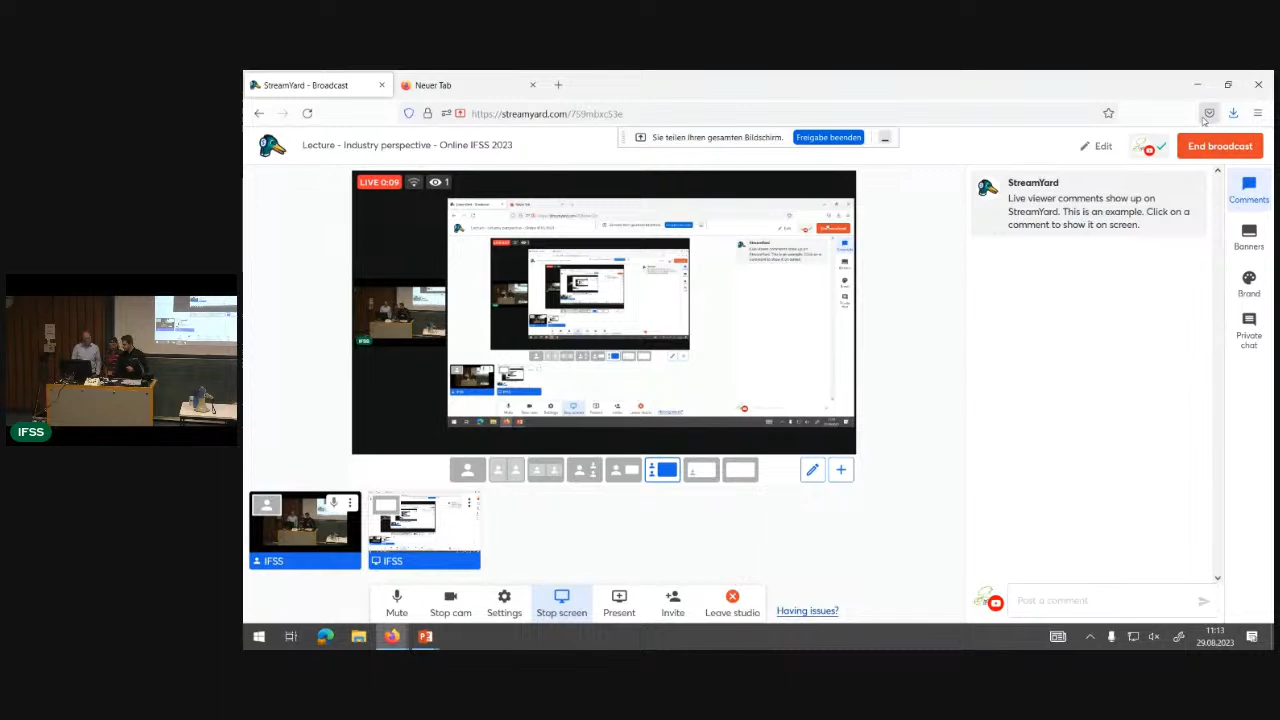 StreamYard - Broadcast
Neuer Tab
https://streamyard.com/759mbxc53e
Lecture - Industry perspective - Online IFSS 2023
Sie teilen Ihren gesamten Bildschirm.
Freigabe beenden
Edit
End broadcast
LIVE 0:09
1
StreamYard
Live viewer comments show up on
StreamYard. This is an example. Click on a
comment to show it on screen.
Comments
Banners
Brand
Private
chat
IFSS
IFSS
IFSS
IFSS
Mute
Stop cam
Settings
Stop screen
Present
Invite
Leave studio
Having issues?
Post a comment
11:13
29.08.2023